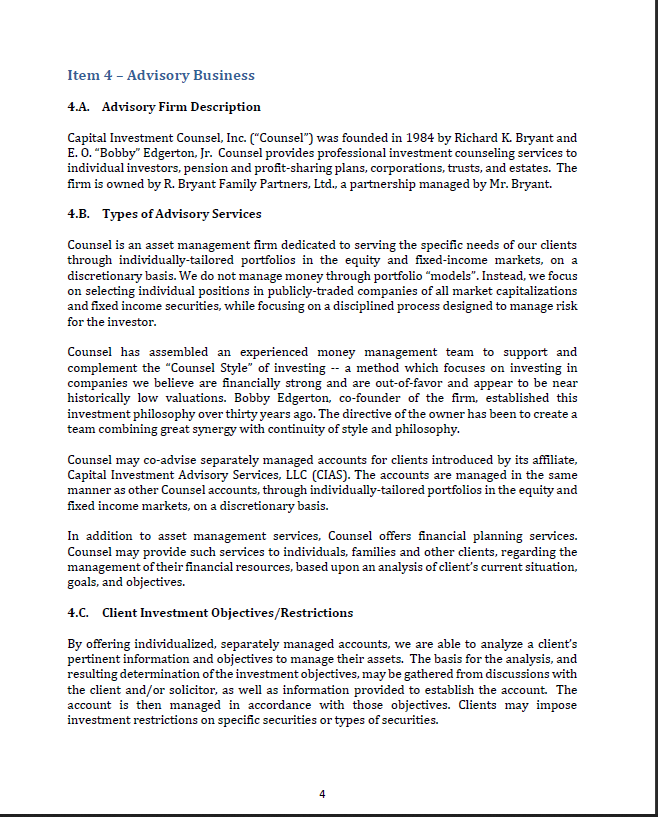 Item 4 – Advisory Business
4.A. Advisory Firm Description
Capital Investment Counsel, Inc. (“Counsel”) was founded in 1984 by Richard K. Bryant and
E. O. “Bobby” Edgerton, Jr. Counsel provides professional investment counseling services to
individual investors, pension and profit-sharing plans, corporations, trusts, and estates. The
firm is owned by R. Bryant Family Partners, Ltd., a partnership managed by Mr. Bryant.
4.B. Types of Advisory Services
Counsel is an asset management firm dedicated to serving the specific needs of our clients
through individually-tailored portfolios in the equity and fixed-income markets, on a
discretionary basis. We do not manage money through portfolio “models”. Instead, we focus
on selecting individual positions in publicly-traded companies of all market capitalizations
and fixed income securities, while focusing on a disciplined process designed to manage risk
for the investor.
Counsel has assembled an experienced money management team to support and
complement the “Counsel Style” of investing -- a method which focuses on investing in
companies we believe are financially strong and are out-of-favor and appear to be near
historically low valuations. Bobby Edgerton, co-founder of the firm, established this
investment philosophy over thirty years ago. The directive of the owner has been to create a
team combining great synergy with continuity of style and philosophy.
Counsel may co-advise separately managed accounts for clients introduced by its affiliate,
Capital Investment Advisory Services, LLC (CIAS). The accounts are managed in the same
manner as other Counsel accounts, through individually-tailored portfolios in the equity and
fixed income markets, on a discretionary basis.
In addition to asset management services, Counsel offers financial planning services.
Counsel may provide such services to individuals, families and other clients, regarding the
management of their financial resources, based upon an analysis of client’s current situation,
goals, and objectives.
4.C. Client Investment Objectives/Restrictions
By offering individualized, separately managed accounts, we are able to analyze a client’s
pertinent information and objectives to manage their assets. The basis for the analysis, and
resulting determination of the investment objectives, may be gathered from discussions with
the client and/or solicitor, as well as information provided to establish the account. The
account is then managed in accordance with those objectives. Clients may impose
investment restrictions on specific securities or types of securities.
4